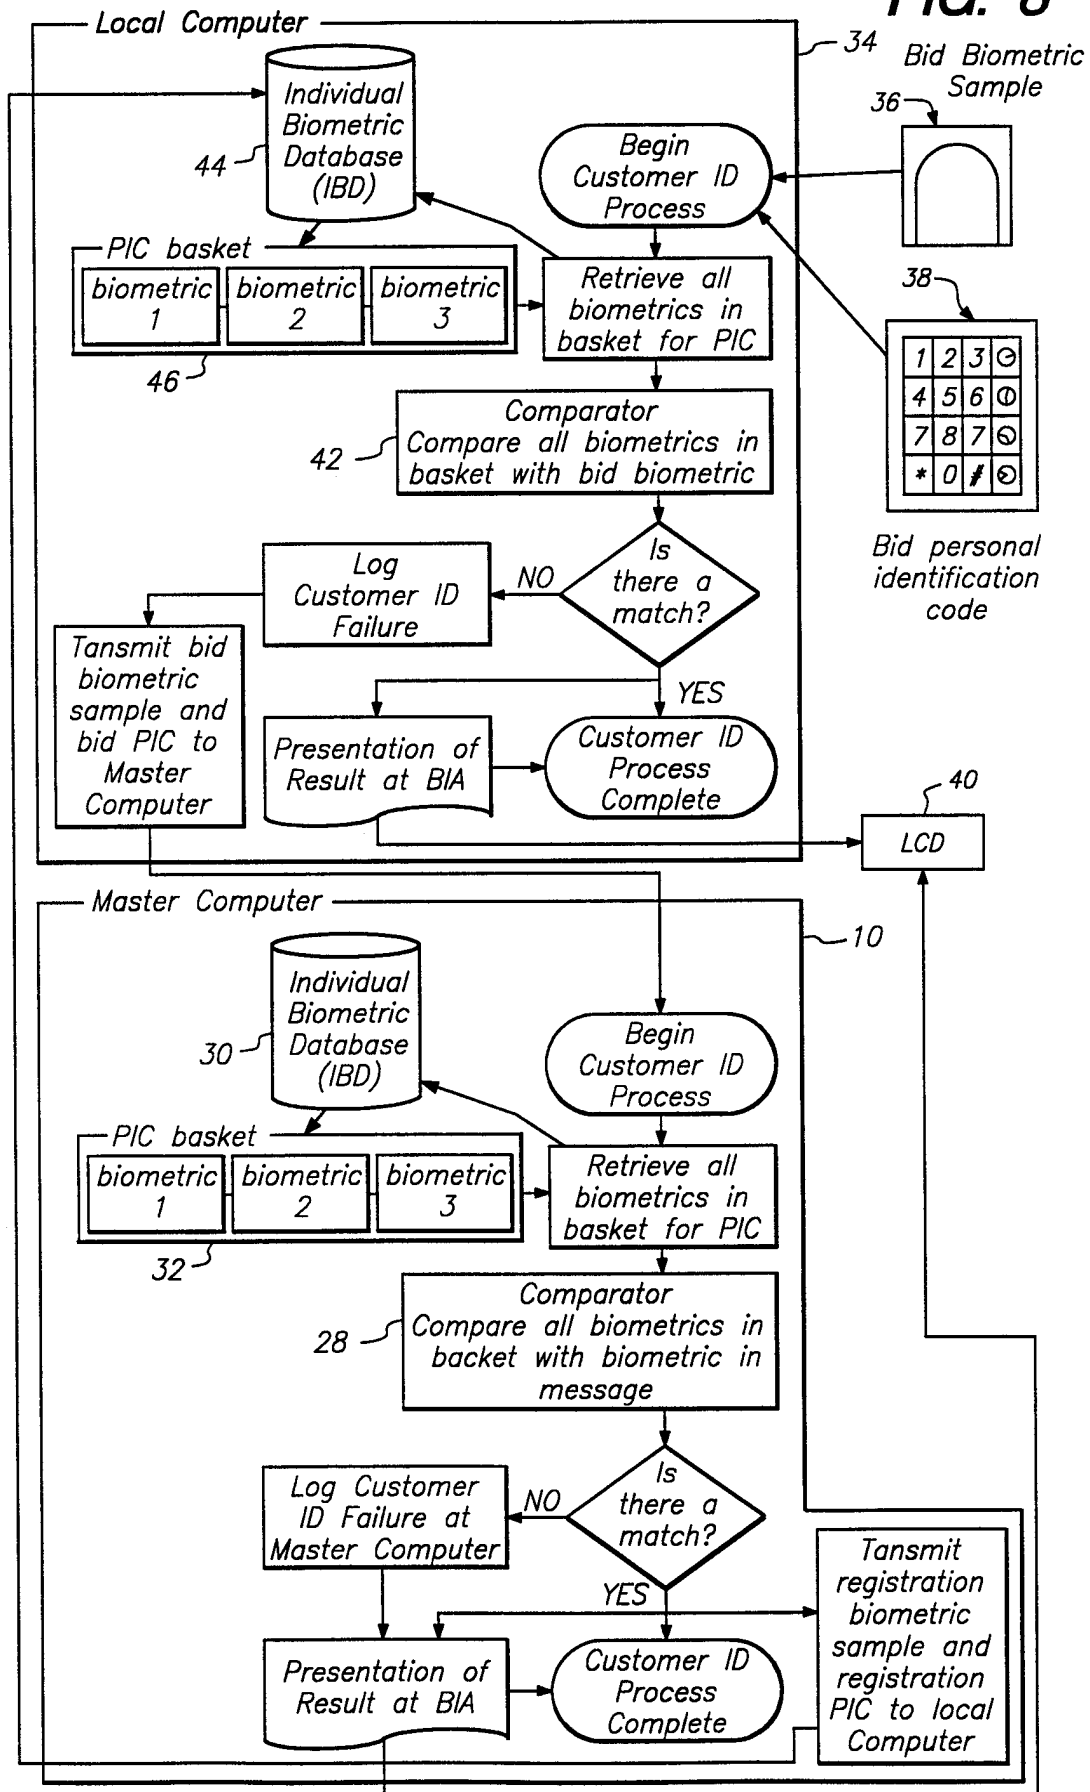 Local Computer
34
Bid Biometric
Sample
36
Individual
Biometric
Database
(IBD)
44
Begin
Customer ID
Process
PIC basket
biometric
1
biometric
2
biometric
3
46
Retrieve all
biometrics in
basket for PIC
38
1 2 3
4 5 6
7 8 7
* 0 #
Bid personal
identification
code
Comparator
Compare all biometrics in
basket with bid biometric
42
Is
there a
match?
NO
YES
Log
Customer ID
Failure
Tansmit bid
biometric
sample and
bid PIC to
Master
Computer
Presentation of
Result at BIA
Customer ID
Process
Complete
40
LCD
Master Computer
10
Individual
Biometric
Database
(IBD)
30
Begin
Customer ID
Process
PIC basket
biometric
1
biometric
2
biometric
3
32
Retrieve all
biometrics in
basket for PIC
Comparator
Compare all biometrics in
backet with biometric in
message
28
Is
there a
match?
NO
YES
Log Customer
ID Failure at
Master Computer
Presentation of
Result at BIA
Customer ID
Process
Complete
Tansmit
registration
biometric
sample and
registration
PIC to local
Computer